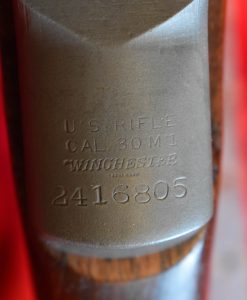 U.S. RIFLE
CAL. .30 M1
WINCHESTER
2416805